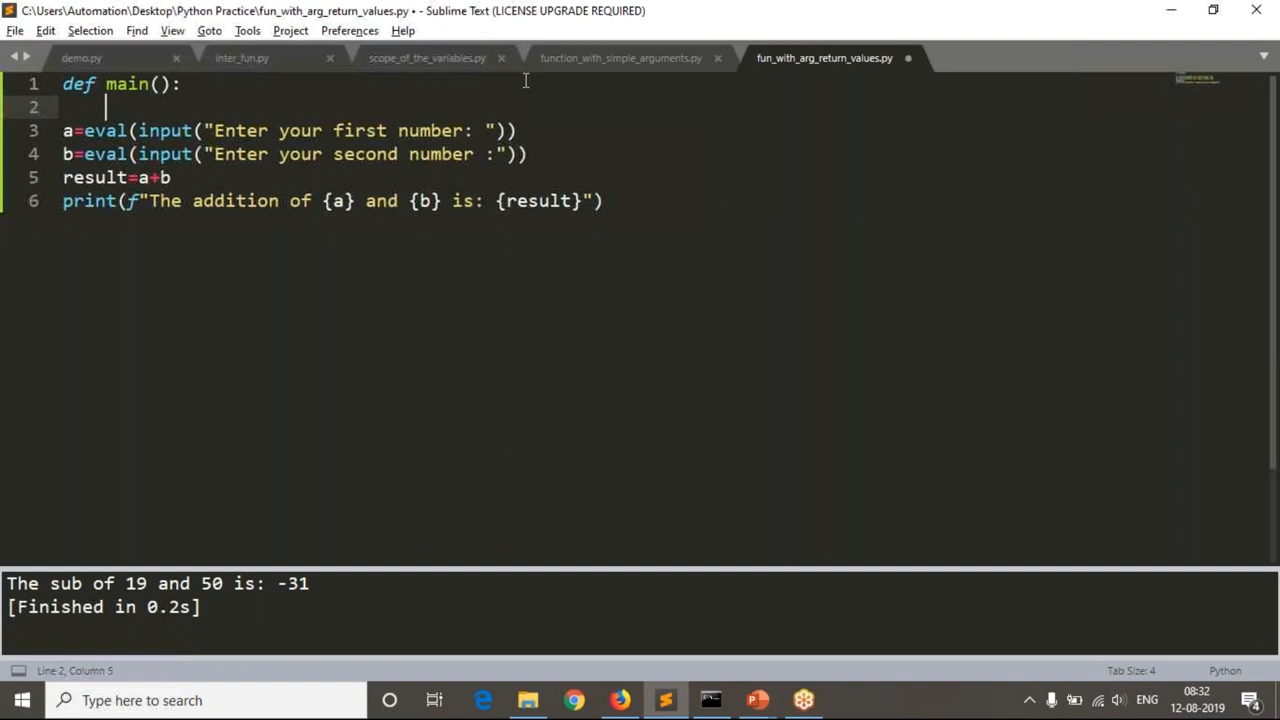 C:\Users\Automation\Desktop\Python Practice\fun_with_arg_return_values.py • - Sublime Text (LICENSE UPGRADE REQUIRED)
File Edit Selection Find View Goto Tools Project Preferences Help
demo.py inter_fun.py scope_of_the_variables.py function_with_simple_arguments.py fun_with_arg_return_values.py
1 def main():
2
3 a=eval(input("Enter your first number: "))
4 b=eval(input("Enter your second number :"))
5 result=a+b
6 print(f"The addition of {a} and {b} is: {result}")
The sub of 19 and 50 is: -31
[Finished in 0.2s]
Line 2, Column 5 Tab Size: 4 Python
Type here to search ENG 08:32
12-08-2019 4